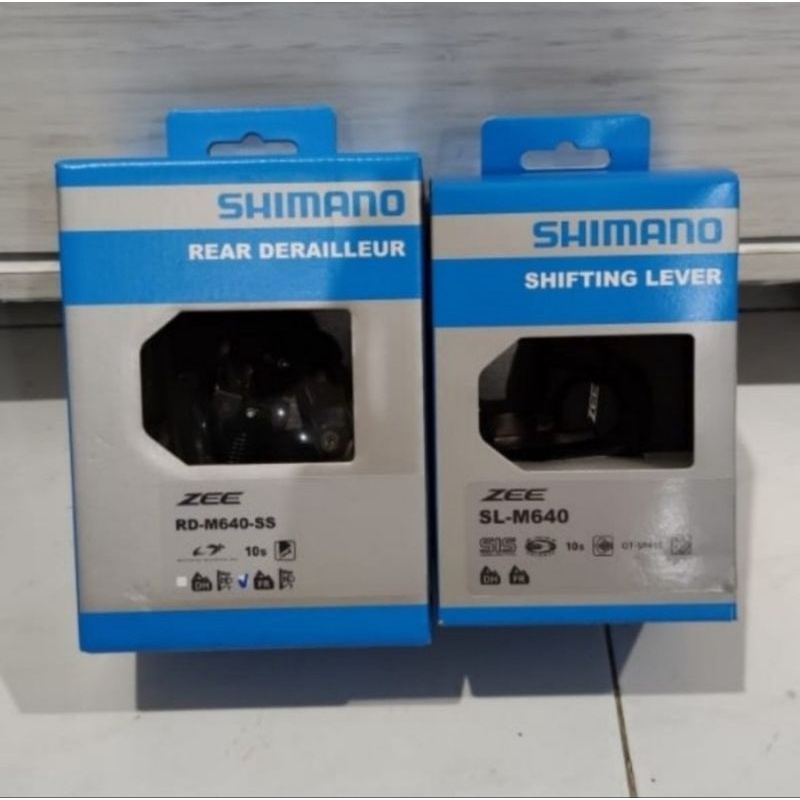 SHIMANO
REAR DERAILLEUR
ZEE
RD-M640-SS
10s
DH
FR
SHIMANO
SHIFTING LEVER
ZEE
ZEE
SL-M640
SIS
10s
DH
FR